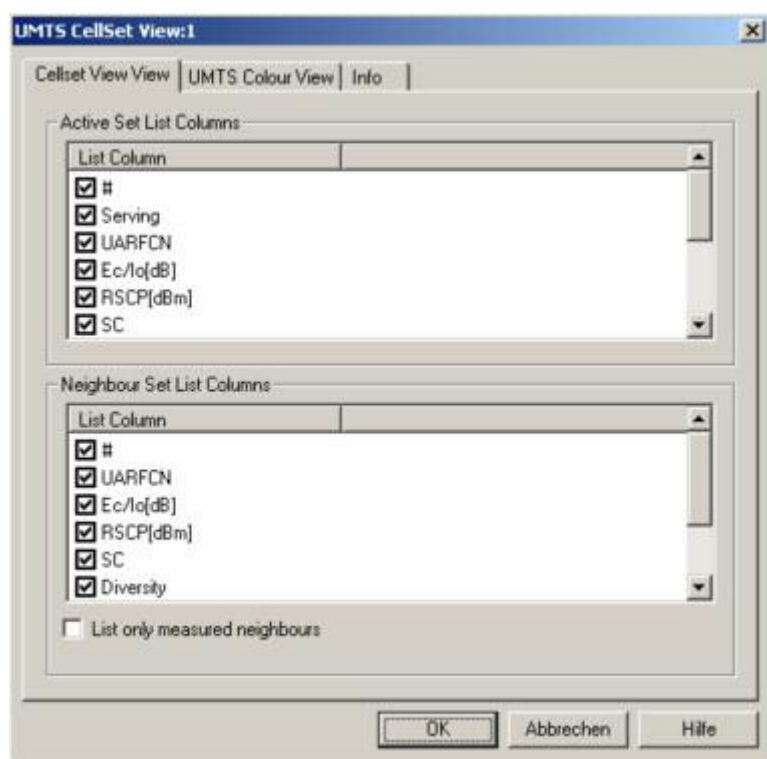 UMTS CellSet View:1
Cellset View View UMTS Colour View Info
Active Set List Columns
List Column
#
Serving
UARFCN
Ec/Io[dB]
RSCP[dBm]
SC
Neighbour Set List Columns
List Column
#
UARFCN
Ec/Io[dB]
RSCP[dBm]
SC
Diversity
List only measured neighbours
OK Abbrechen Hilfe